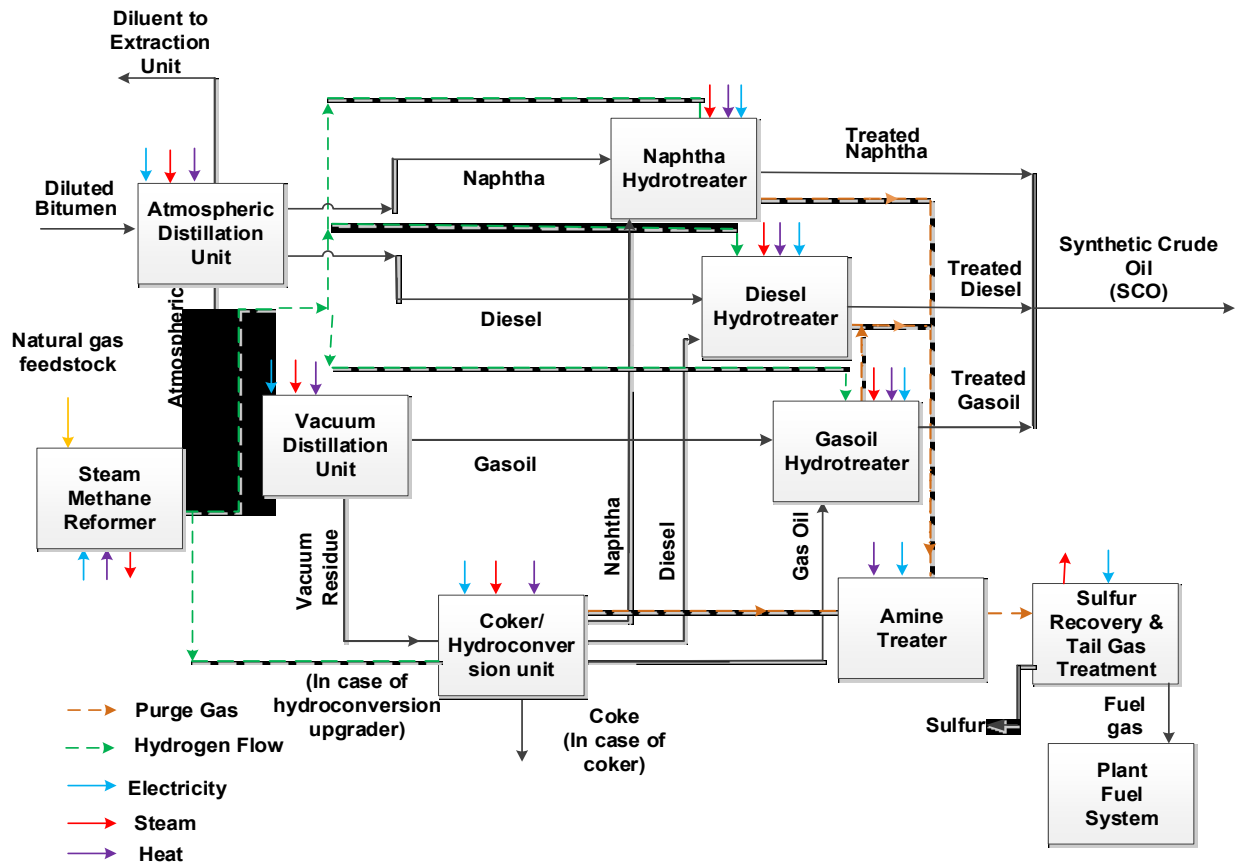 Diluent to
Extraction
Unit
Diluted
Bitumen
Atmospheric
Distillation
Unit
Naphtha
Naphtha
Hydrotreater
Treated
Naphtha
Diesel
Diesel
Hydrotreater
Treated
Diesel
Synthetic Crude
Oil
(SCO)
Atmospheric
Natural gas
feedstock
Steam
Methane
Reformer
Vacuum
Distillation
Unit
Gasoil
Gasoil
Hydrotreater
Treated
Gasoil
Vacuum
Residue
Naphtha
Diesel
Gas Oil
Coker/
Hydroconver
sion unit
Amine
Treater
Sulfur
Recovery &
Tail Gas
Treatment
(In case of
hydroconversion
upgrader)
Coke
(In case of
coker)
Sulfur
Fuel
gas
Plant
Fuel
System
Purge Gas
Hydrogen Flow
Electricity
Steam
Heat